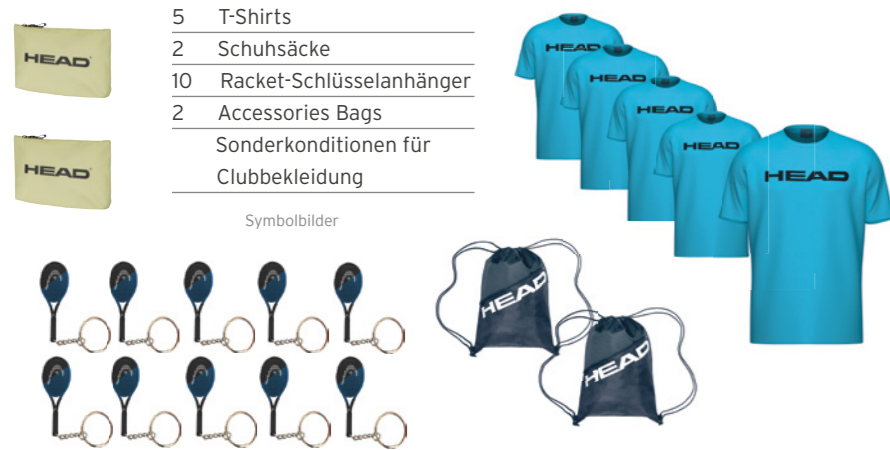 5 T-Shirts
2 Schuhsäcke
10 Racket-Schlüsselanhänger
2 Accessories Bags
Sonderkonditionen für
Clubbekleidung
Symbolbilder
HEAD
HEAD
HEAD
HEAD
HEAD
HEAD
HEAD
HEAD
HEAD